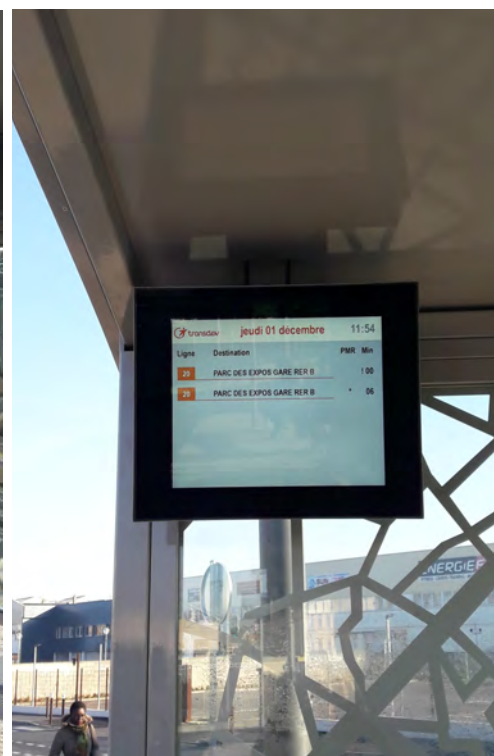 transdev jeudi 01 décembre 11:54
Ligne Destination PMR Min
20 PARC DES EXPOS GARE RER B ! 00
20 PARC DES EXPOS GARE RER B * 06
ENERGIE